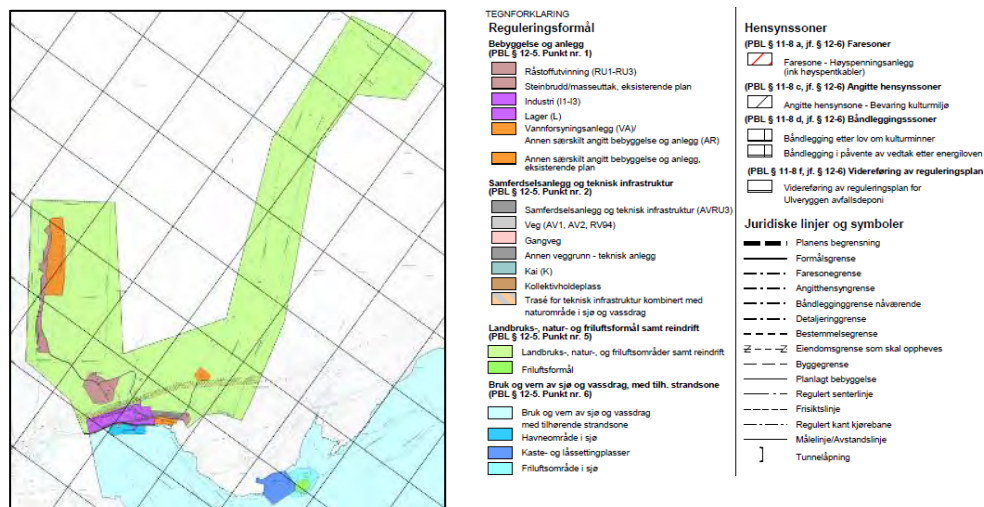 TEGNFORKLARING
Reguleringsformål
Bebyggelse og anlegg
(PBL § 12-5. Punkt nr. 1)
Råstoffutvinning (RU1-RU3)
Steinbrudd/masseuttak, eksisterende plan
Industri (I1-I3)
Lager (L)
Vannforsyningsanlegg (VA)/
Annen særskilt angitt bebyggelse og anlegg (AR)
Annen særskilt angitt bebyggelse og anlegg,
eksisterende plan
Samferdselsanlegg og teknisk infrastruktur
(PBL § 12-5. Punkt nr. 2)
Samferdselsanlegg og teknisk infrastruktur (AVRU3)
Veg (AV1, AV2, RV94)
Gangveg
Annen veggrunn - teknisk anlegg
Kai (K)
Kollektivholdeplass
Trasé for teknisk infrastruktur kombinert med
naturområde i sjø og vassdrag
Landbruks-, natur- og friluftsformål samt reindrift
(PBL § 12-5. Punkt nr. 5)
Landbruks-, natur-, og friluftsområder samt reindrift
Friluftsformål
Bruk og vern av sjø og vassdrag, med tilh. strandsone
(PBL § 12-5. Punkt nr. 6)
Bruk og vern av sjø og vassdrag
med tilhørende strandsone
Havneområde i sjø
Kaste- og låssettingplasser
Friluftsområde i sjø
Hensynssoner
(PBL § 11-8 a, jf. § 12-6) Faresoner
Faresone - Høyspenningsanlegg
(ink høyspentkabler)
(PBL § 11-8 c, jf. § 12-6) Angitte hensynssoner
Angitte hensynsone - Bevaring kulturmiljø
(PBL § 11-8 d, jf. § 12-6) Båndleggingssoner
Båndlegging etter lov om kulturminner
Båndlegging i påvente av vedtak etter energiloven
(PBL § 11-8 f, jf. § 12-6) Videreføring av reguleringsplan
Videreføring av reguleringsplan for
Ulveryggen avfallsdeponi
Juridiske linjer og symboler
Planens begrensning
Formålsgrense
Faresonegrense
Angitthensyngrense
Båndlegginggrense nåværende
Detaljeringgrense
Bestemmelsegrense
Eiendomsgrense som skal oppheves
Byggegrense
Planlagt bebyggelse
Regulert senterlinje
Frisiktslinje
Regulert kant kjørebane
Målelinje/Avstandslinje
Tunnelåpning